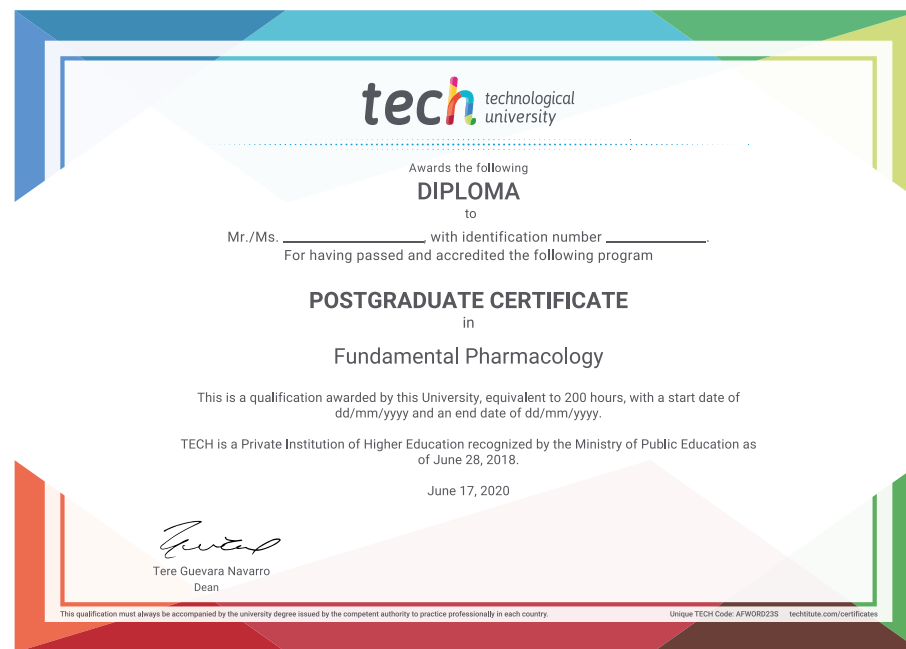 tech technological
university
Awards the following
DIPLOMA
to
Mr./Ms. ____________________, with identification number ______________.
For having passed and accredited the following program
POSTGRADUATE CERTIFICATE
in
Fundamental Pharmacology
This is a qualification awarded by this University, equivalent to 200 hours, with a start date of
dd/mm/yyyy and an end date of dd/mm/yyyy.
TECH is a Private Institution of Higher Education recognized by the Ministry of Public Education as
of June 28, 2018.
June 17, 2020
Tere Guevara Navarro
Dean
This qualification must always be accompanied by the university degree issued by the competent authority to practice professionally in each country. Unique TECH Code: AFWORD23S techtitute.com/certificates